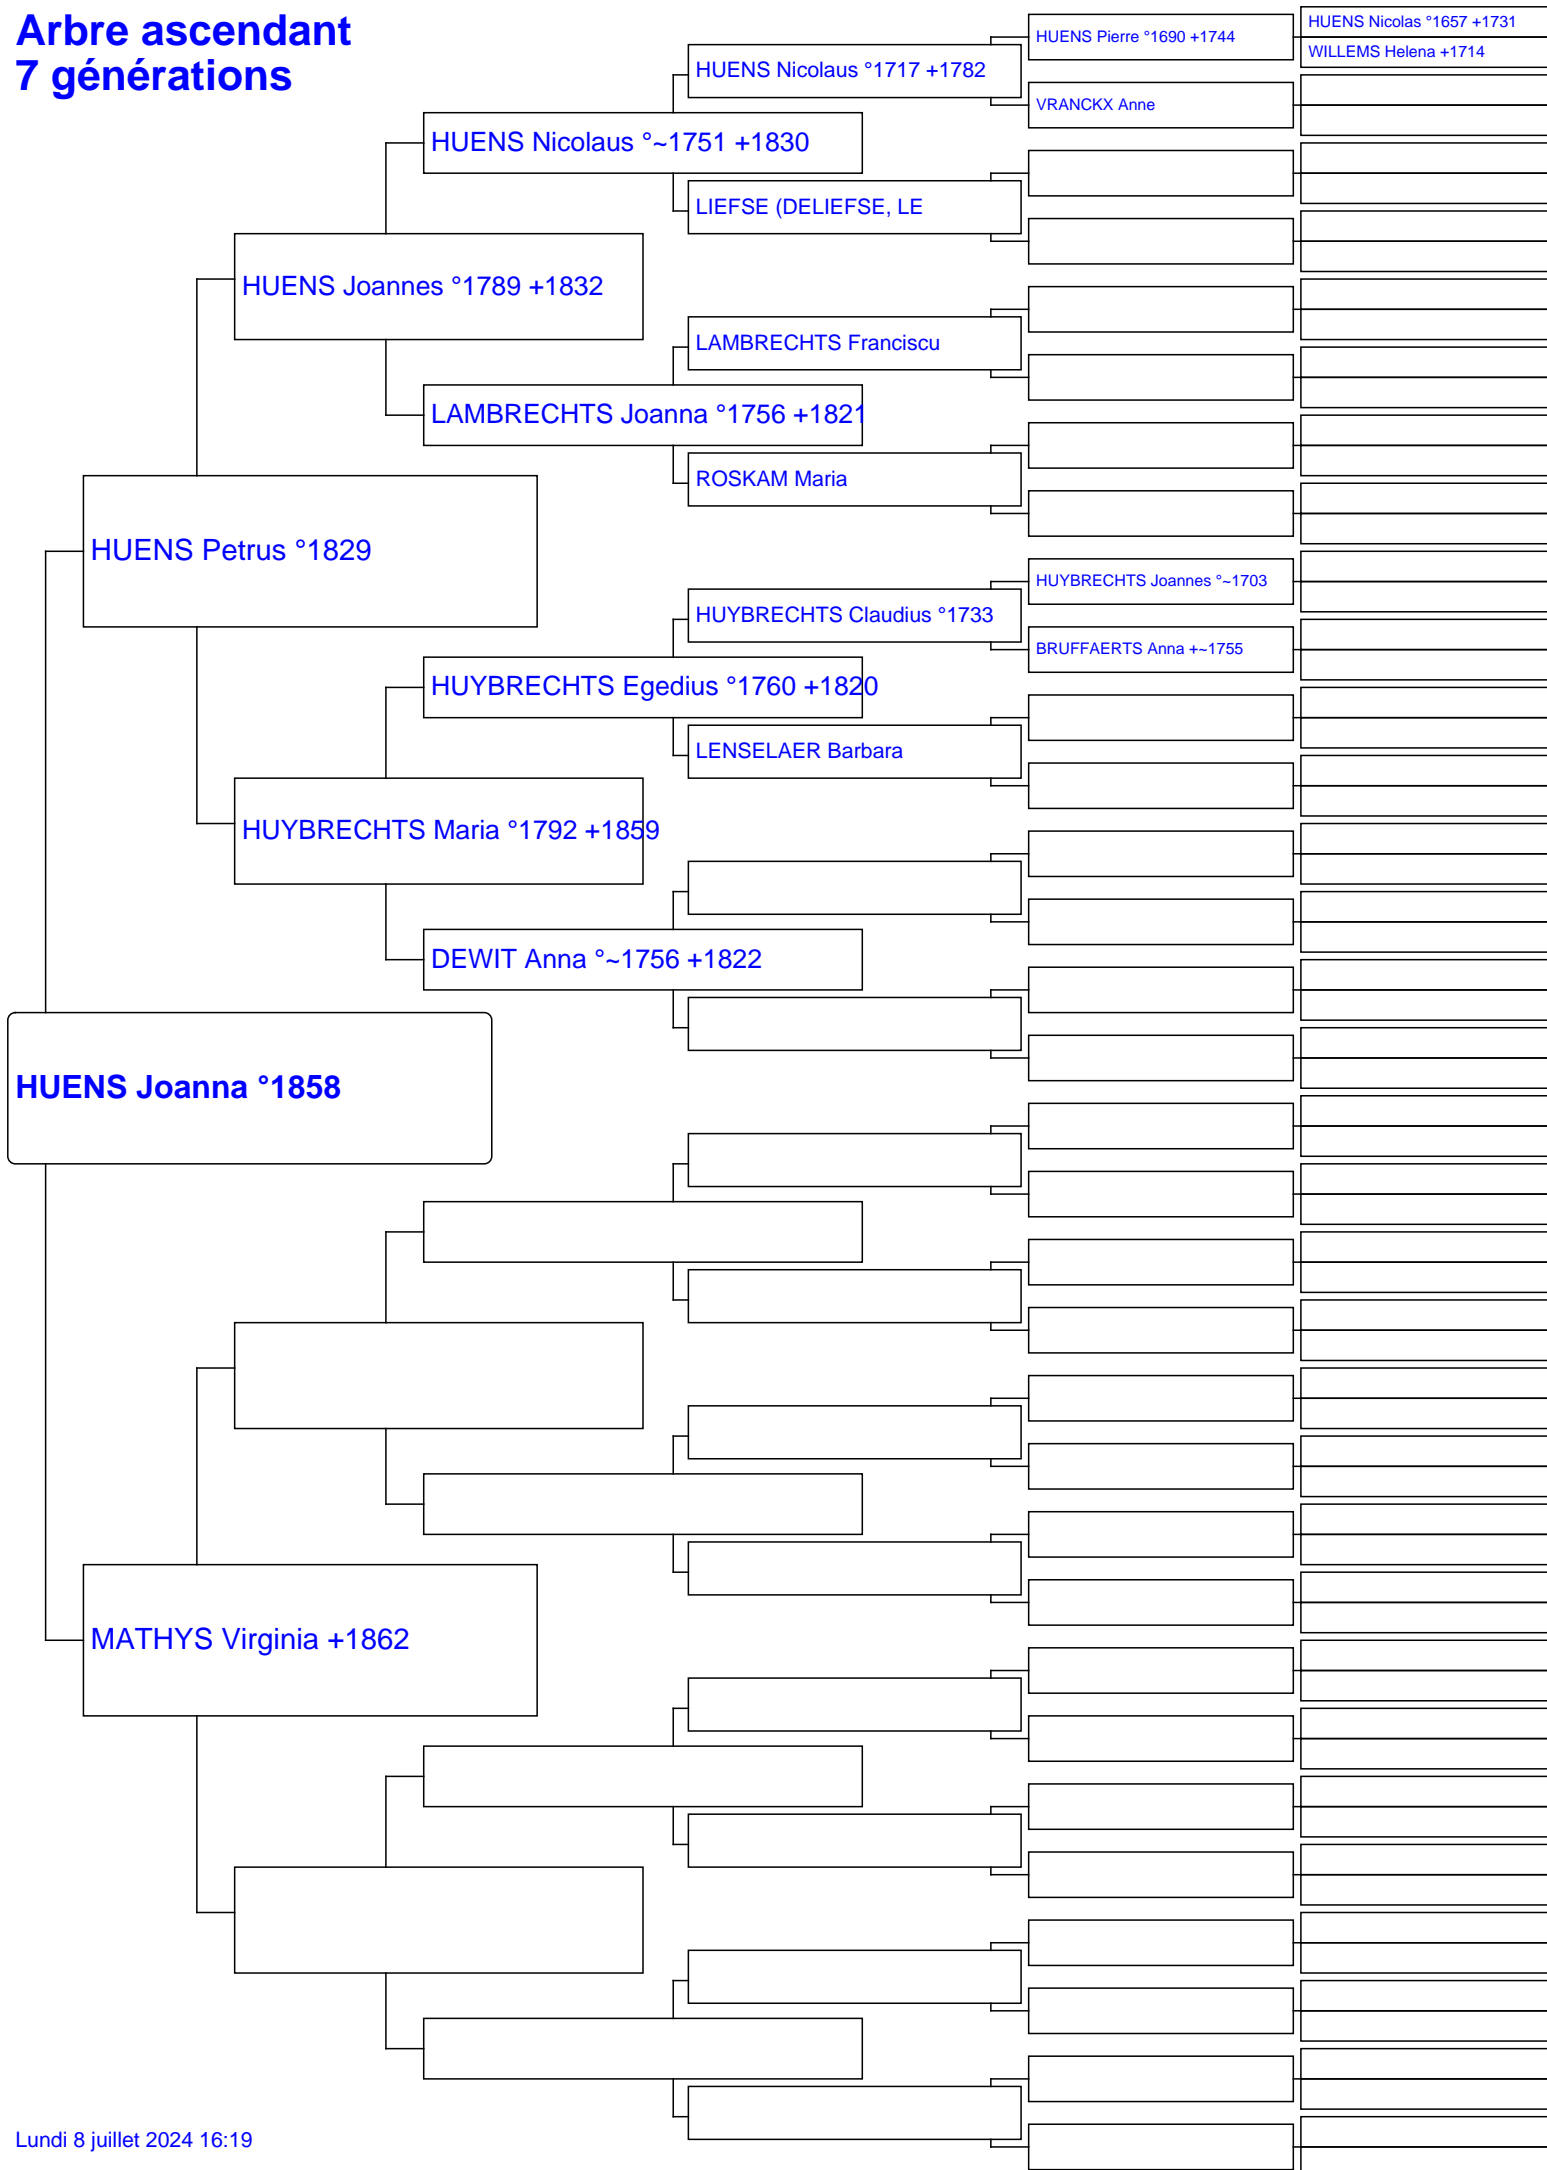 Arbre ascendant
7 générations
HUENS Nicolas °1657 +1731
HUENS Pierre °1690 +1744
WILLEMS Helena +1714
HUENS Nicolaus °1717 +1782
VRANCKX Anne
HUENS Nicolaus °~1751 +1830
LIEFSE (DELIEFSE, LE
HUENS Joannes °1789 +1832
LAMBRECHTS Franciscu
LAMBRECHTS Joanna °1756 +1821
ROSKAM Maria
HUENS Petrus °1829
HUYBRECHTS Joannes °~1703
HUYBRECHTS Claudius °1733
BRUFFAERTS Anna +~1755
HUYBRECHTS Egedius °1760 +1820
LENSELAER Barbara
HUYBRECHTS Maria °1792 +1859
DEWIT Anna °~1756 +1822
HUENS Joanna °1858
MATHYS Virginia +1862
Lundi 8 juillet 2024 16:19